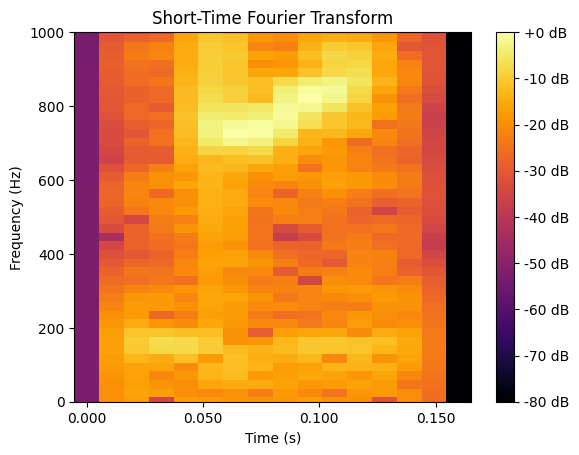 Short-Time Fourier Transform
1000
800
600
400
200
0
Frequency (Hz)
0.000
0.050
0.100
0.150
Time (s)
+0 dB
-10 dB
-20 dB
-30 dB
-40 dB
-50 dB
-60 dB
-70 dB
-80 dB